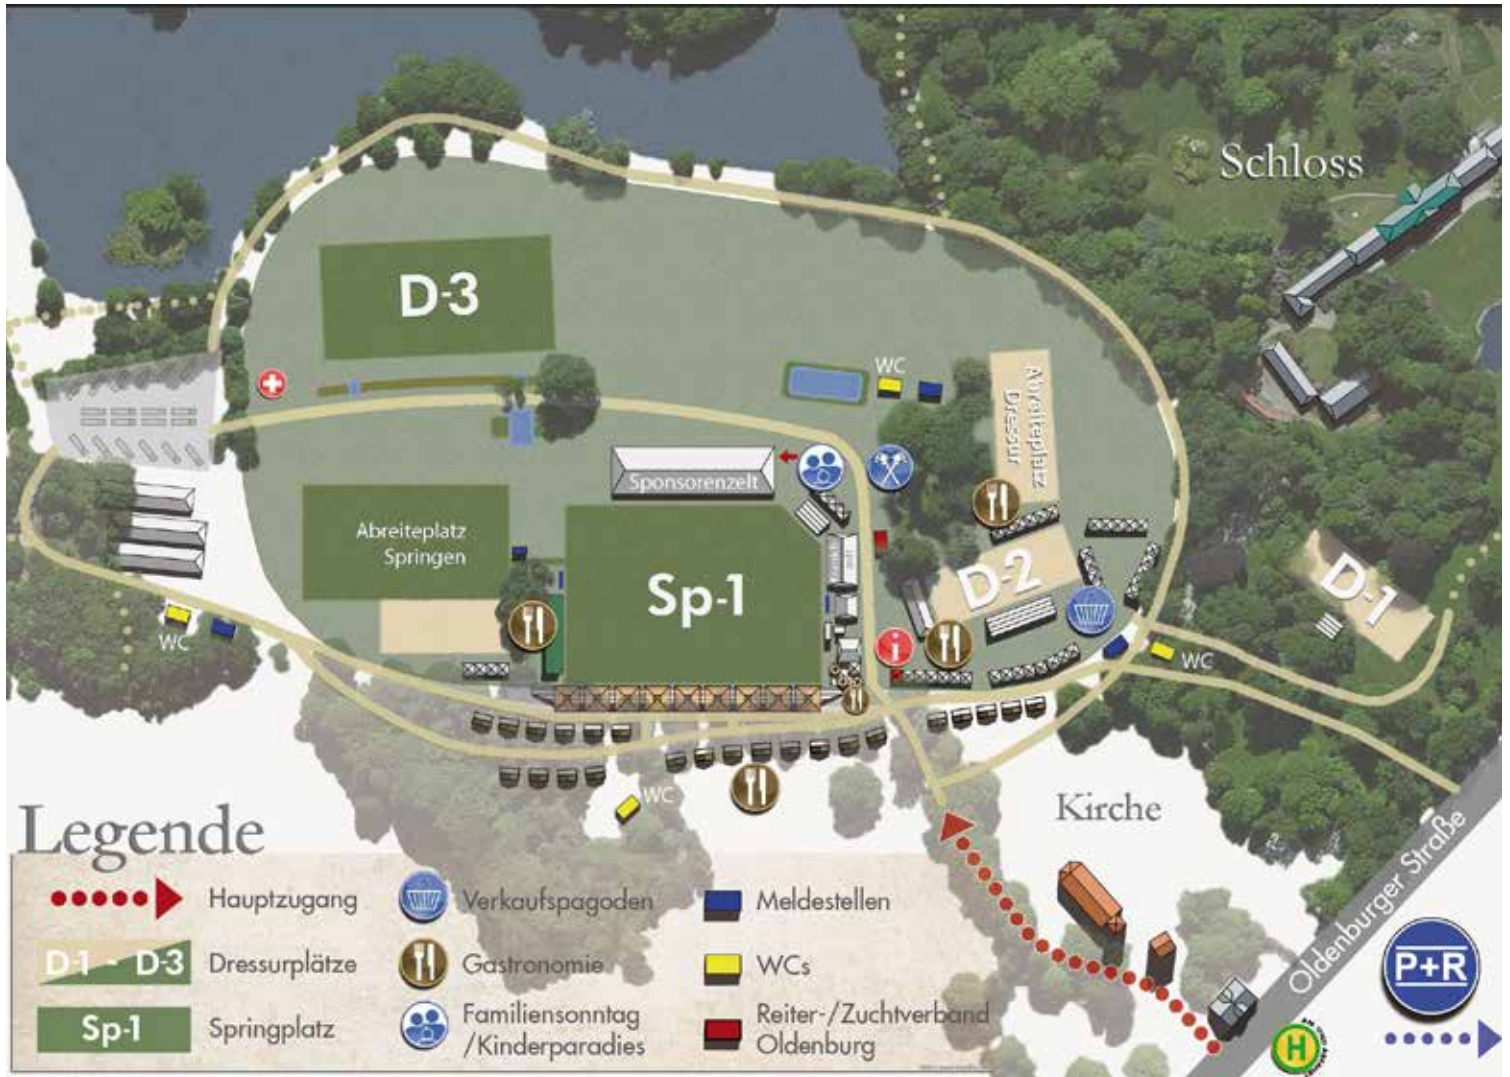 Schloss
D-3
WC
Abreiteplatz
Dressur
Sponsorenzelt
Abreiteplatz
Springen
Sp-1
D-2
D-1
i
WC
WC
WC
Kirche
Legende
Hauptzugang
D-1 - D-3
Dressurplätze
Sp-1
Springplatz
Verkaufspagoden
Gastronomie
Familiensonntag
/Kinderparadies
Meldestellen
WCs
Reiter-/Zuchtverband
Oldenburg
Oldenburger Straße
P+R
H